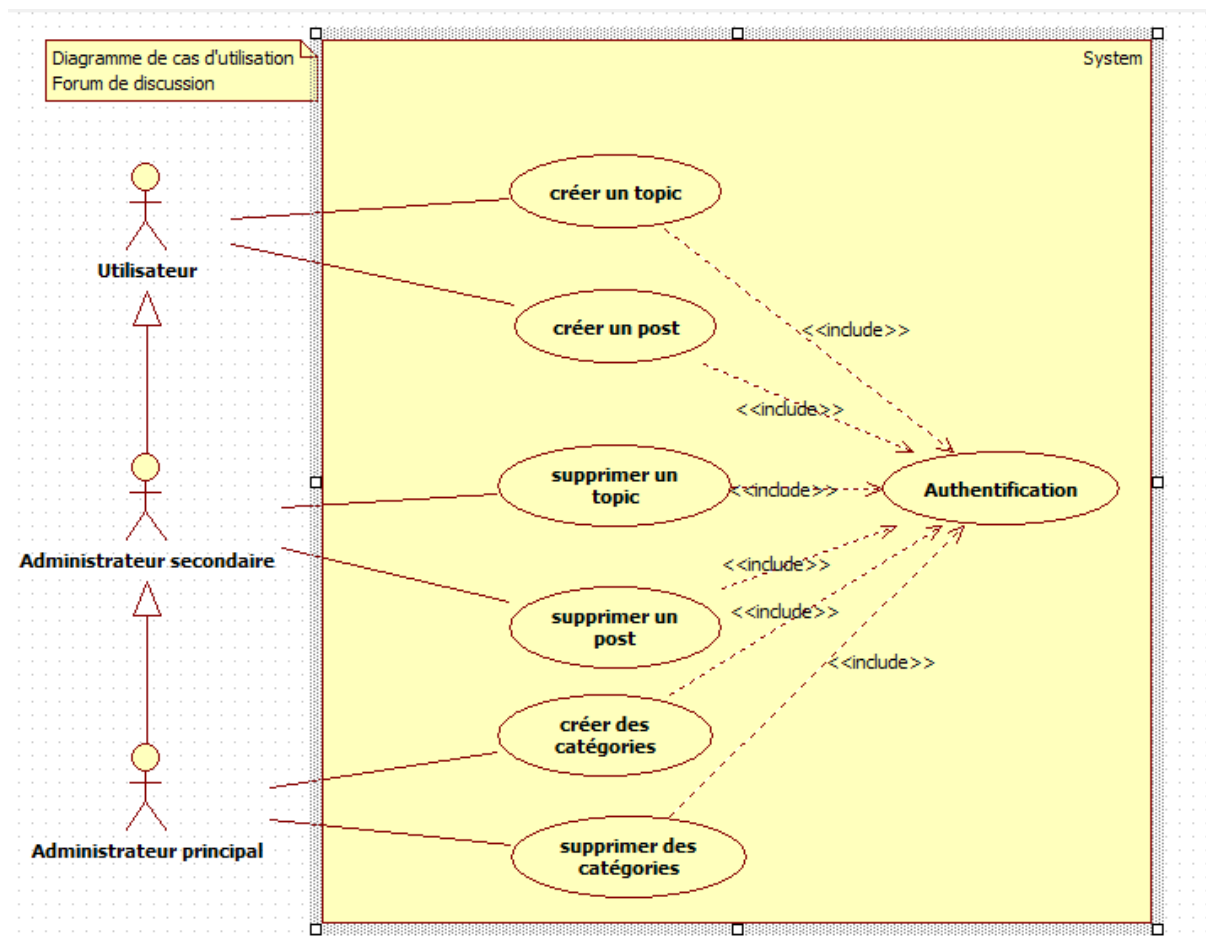 Diagramme de cas d'utilisation
Forum de discussion
System
créer un topic
Utilisateur
créer un post
<<include>>
<<include>>
supprimer un
topic
<<include>>
Authentification
Administrateur secondaire
<<include>>
supprimer un
post
<<include>>
<<include>>
créer des
catégories
Administrateur principal
supprimer des
catégories